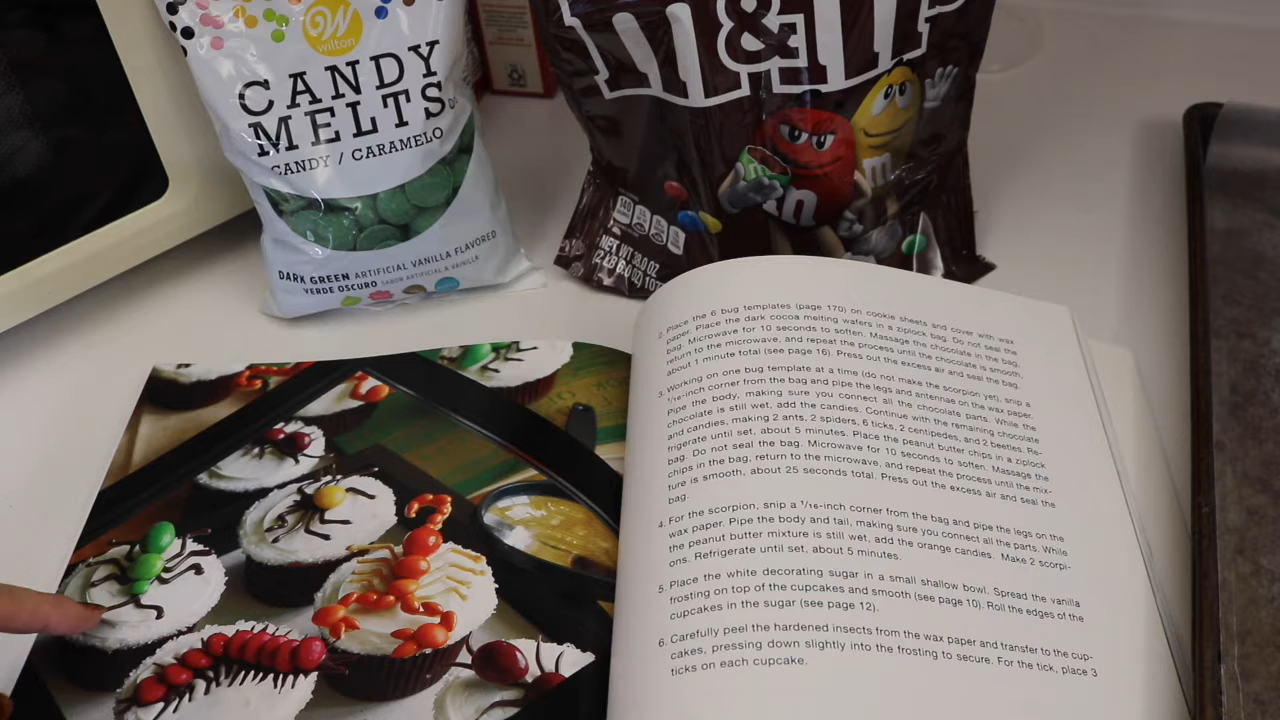 W
wilton
CANDY
MELTS
CANDY / CARAMELO
DARK GREEN ARTIFICIAL VANILLA FLAVORED
VERDE OSCURO SABOR ARTIFICIAL A VAINILLA
m&m's
m
m
140
NET WT 38.0 OZ
(2 LB 6.0 OZ)
2. Place the 6 bug templates (page 170) on cookie sheets and cover with wax
paper. Place the dark cocoa melting wafers in a ziplock bag. Do not seal the
bag. Microwave for 10 seconds to soften. Massage the chocolate in the bag,
return to the microwave, and repeat the process until the chocolate is smooth,
about 1 minute total (see page 16). Press out the excess air and seal the bag.
3. Working on one bug template at a time (do not make the scorpion yet), snip a
1/16-inch corner from the bag and pipe the legs and antennae on the wax paper.
Pipe the body, making sure you connect all the chocolate parts. While the
chocolate is still wet, add the candies. Continue with the remaining chocolate
and candies, making 2 ants, 2 spiders, 6 ticks, 2 centipedes, and 2 beetles. Re-
frigerate until set, about 5 minutes. Place the peanut butter chips in a ziplock
bag. Do not seal the bag. Microwave for 10 seconds to soften. Massage the
chips in the bag, return to the microwave, and repeat the process until the mix-
ture is smooth, about 25 seconds total. Press out the excess air and seal the
bag.
4. For the scorpion, snip a 1/16-inch corner from the bag and pipe the legs on the
wax paper. Pipe the body and tail, making sure you connect all the parts. While
the peanut butter mixture is still wet, add the orange candies. Make 2 scorpi-
ons. Refrigerate until set, about 5 minutes.
5. Place the white decorating sugar in a small shallow bowl. Spread the vanilla
frosting on top of the cupcakes and smooth (see page 10). Roll the edges of the
cupcakes in the sugar (see page 12).
6. Carefully peel the hardened insects from the wax paper and transfer to the cup-
cakes, pressing down slightly into the frosting to secure. For the tick, place 3
ticks on each cupcake.